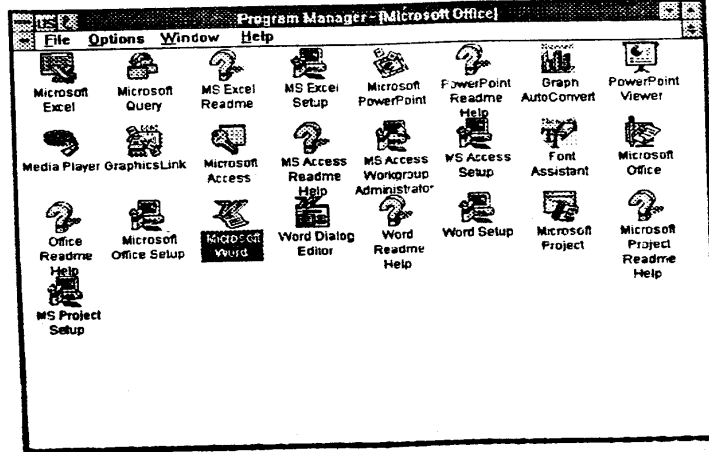 Program Manager - [Microsoft Office]
File Options Window Help
Microsoft Excel
Microsoft Query
MS Excel Readme
MS Excel Setup
Microsoft PowerPoint
PowerPoint Readme Help
Graph AutoConvert
PowerPoint Viewer
Media Player
GraphicsLink
Microsoft Access
MS Access Readme Help
MS Access Workgroup Administrator
MS Access Setup
Font Assistant
Microsoft Office
Office Readme Help
Microsoft Office Setup
Microsoft Word
Word Dialog Editor
Word Readme Help
Word Setup
Microsoft Project
Microsoft Project Readme Help
MS Project Setup